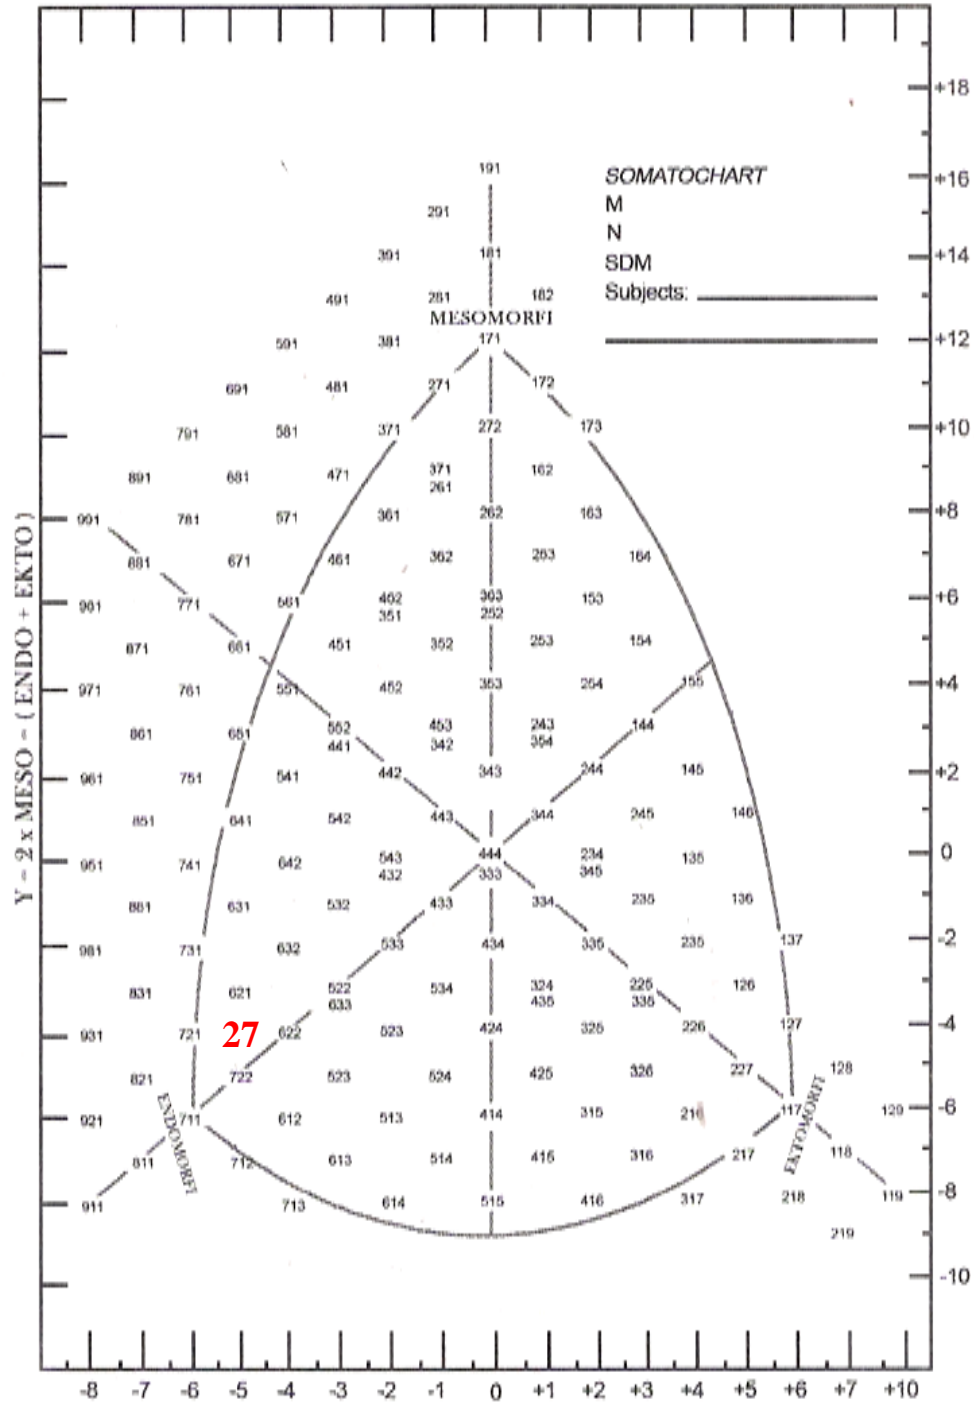 +18
191
SOMATOCHART
+16
M
291
N
391 181 +14
SDM
491 281 182 Subjects:
MESOMORFI
591 381 171 +12
691 481 271 172
791 581 371 272 173 +10
891 681 471 371 162
261
991 781 571 361 262 163 +8
881 671 461 362 263 164
981 771 561 462 363 153 +6
351 252
871 661 451 352 253 154
971 761 551 452 353 254 155 +4
861 651 552 453 243 144
441 342 354
961 751 541 442 343 244 145 +2
851 641 542 443 344 245 146
951 741 642 543 444 234 135 0
432 333 345
881 631 532 433 334 235 136
981 731 632 533 434 335 235 137 -2
831 621 522 534 324 225 126
633 435 335
931 721 27 622 523 424 325 226 127 -4
821 722 523 524 425 326 227 128
921 711 612 513 414 315 216 117 129 -6
ENDOMORFI
EKTOMORFI
811 712 613 514 415 316 217 118
911 713 614 515 416 317 218 119 -8
219
-10
Y = 2 x MESO - ( ENDO + EKTO )
-8 -7 -6 -5 -4 -3 -2 -1 0 +1 +2 +3 +4 +5 +6 +7 +10